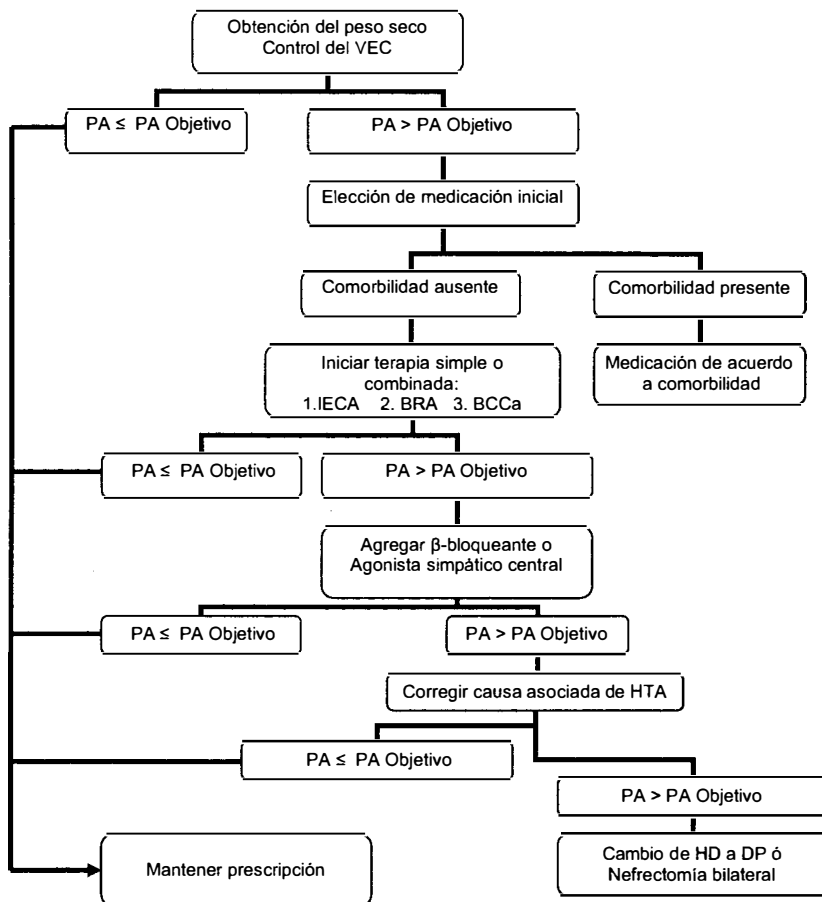 Obtención del peso seco
Control del VEC
PA ≤ PA Objetivo
PA > PA Objetivo
Elección de medicación inicial
Comorbilidad ausente
Comorbilidad presente
Iniciar terapia simple o
combinada:
1.IECA 2. BRA 3. BCCa
Medicación de acuerdo
a comorbilidad
PA ≤ PA Objetivo
PA > PA Objetivo
Agregar β-bloqueante o
Agonista simpático central
PA ≤ PA Objetivo
PA > PA Objetivo
Corregir causa asociada de HTA
PA ≤ PA Objetivo
PA > PA Objetivo
Mantener prescripción
Cambio de HD a DP ó
Nefrectomía bilateral